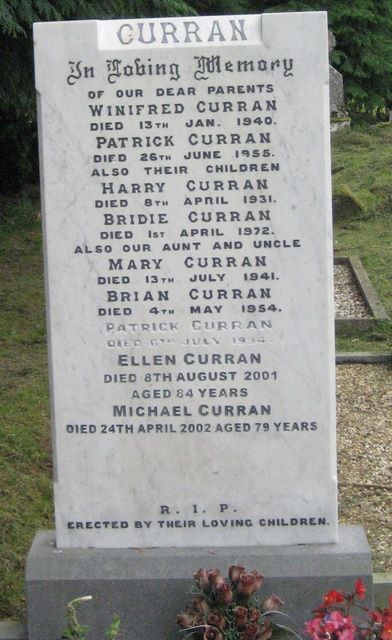 CURRAN
In Loving Memory
OF OUR DEAR PARENTS
WINIFRED CURRAN
DIED 13TH JAN. 1940.
PATRICK CURRAN
DIED 26TH JUNE 1955.
ALSO THEIR CHILDREN
HARRY CURRAN
DIED 8TH APRIL 1931.
BRIDIE CURRAN
DIED 1ST APRIL 1972.
ALSO OUR AUNT AND UNCLE
MARY CURRAN
DIED 13TH JULY 1941.
BRIAN CURRAN
DIED 4TH MAY 1954.
PATRICK CURRAN
DIED 6TH JULY 1994.
ELLEN CURRAN
DIED 8TH AUGUST 2001
AGED 84 YEARS
MICHAEL CURRAN
DIED 24TH APRIL 2002 AGED 79 YEARS
R. I. P.
ERECTED BY THEIR LOVING CHILDREN.